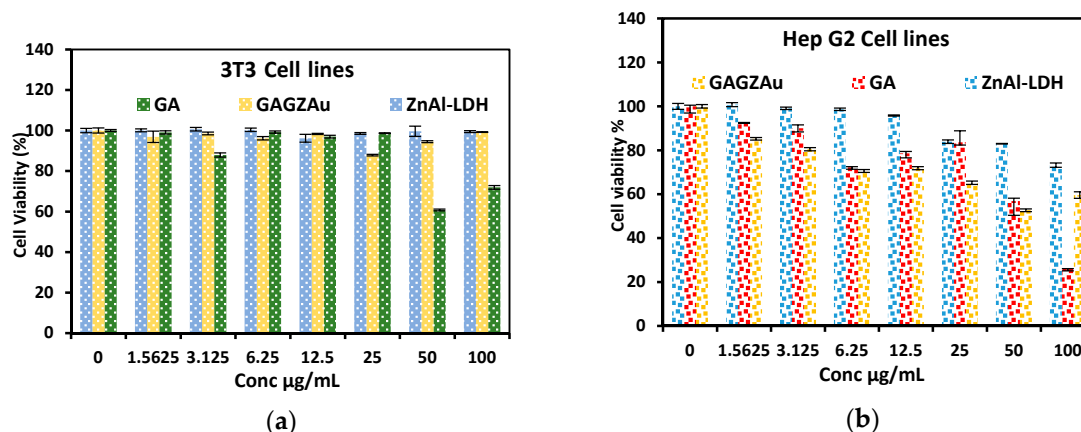 3T3 Cell lines
GA GAGZAu ZnAl-LDH
Cell Viability (%)
140
120
100
80
60
40
20
0
0 1.5625 3.125 6.25 12.5 25 50 100
Conc µg/mL
(a)
Hep G2 Cell lines
GAGZAu GA ZnAl-LDH
Cell viability %
140
120
100
80
60
40
20
0
0 1.5625 3.125 6.25 12.5 25 50 100
Conc µg/mL
(b)